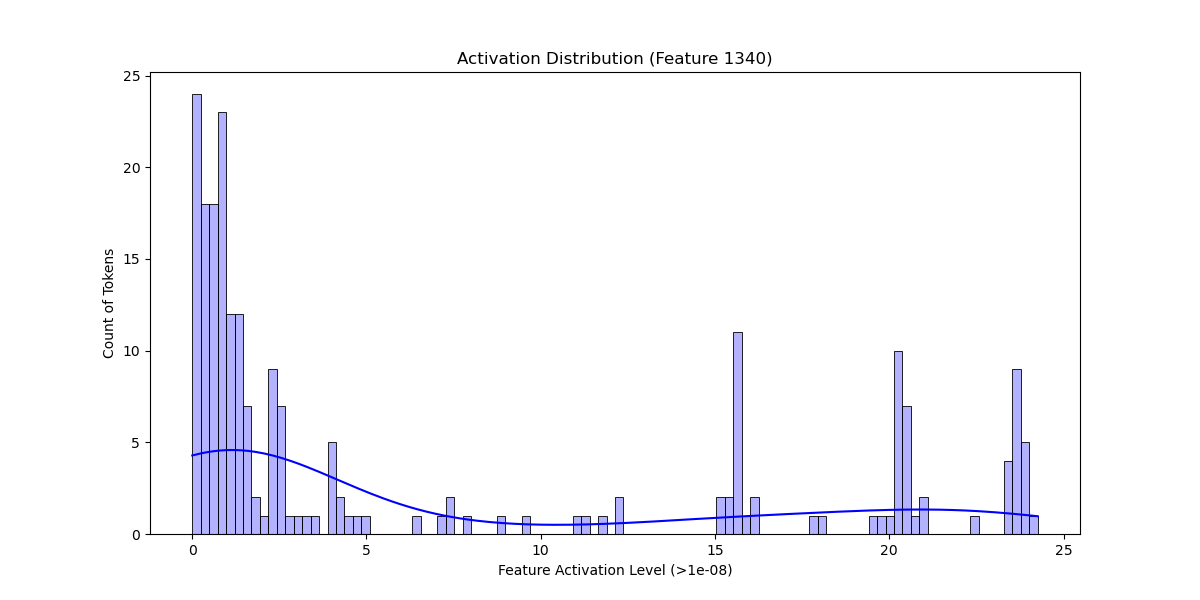 Activation Distribution (Feature 1340)
25
20
15
10
5
0
Count of Tokens
0 5 10 15 20 25
Feature Activation Level (>1e-08)